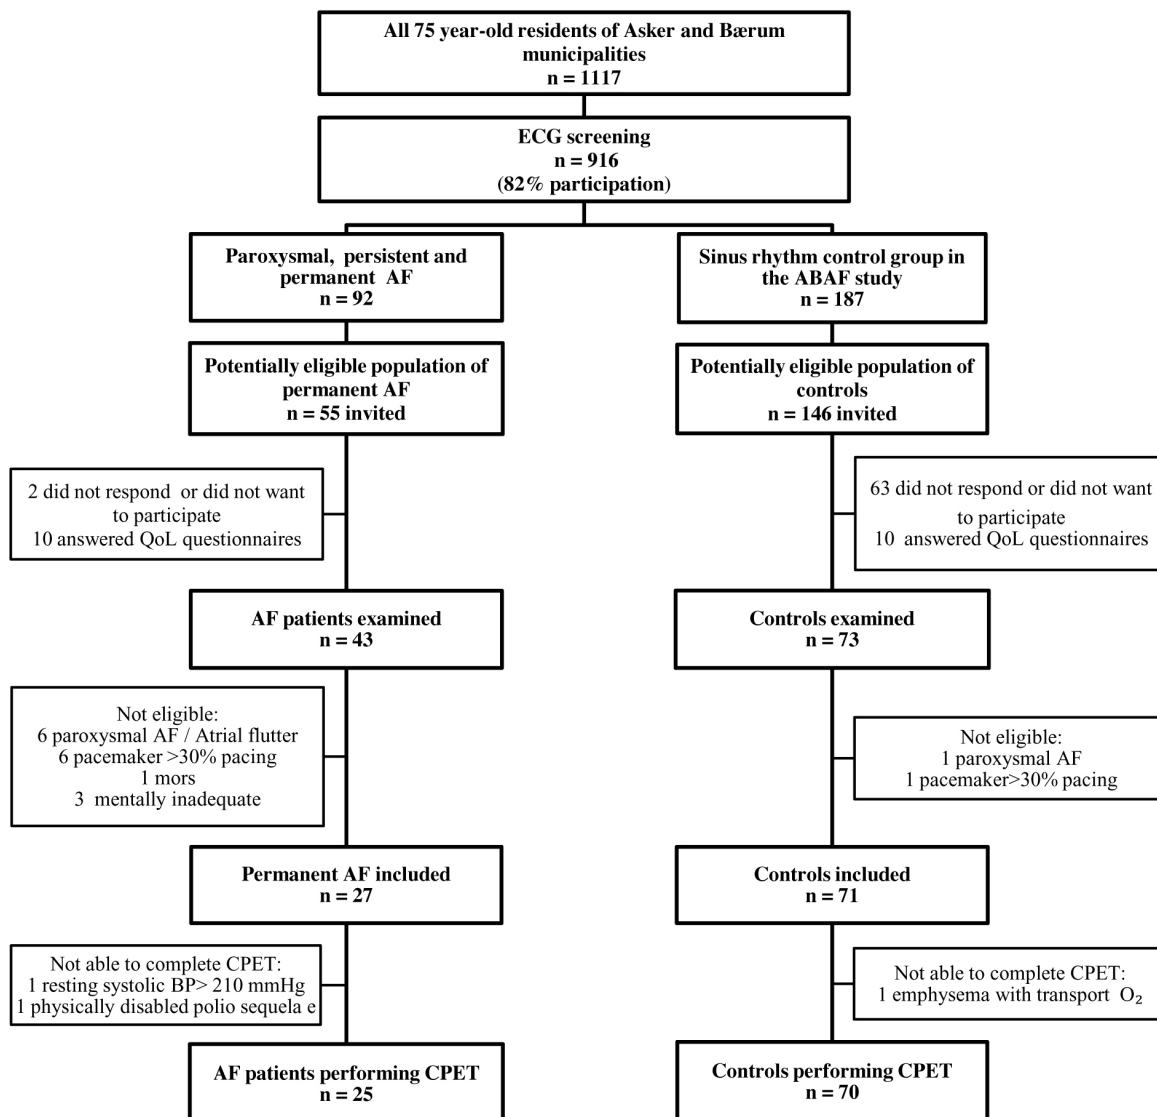 All 75 year-old residents of Asker and Bærum
municipalities
n = 1117
ECG screening
n = 916
(82% participation)
Paroxysmal, persistent and
permanent AF
n = 92
Sinus rhythm control group in
the ABAF study
n = 187
Potentially eligible population of
permanent AF
n = 55 invited
Potentially eligible population of
controls
n = 146 invited
2 did not respond or did not want
to participate
10 answered QoL questionnaires
63 did not respond or did not want
to participate
10 answered QoL questionnaires
AF patients examined
n = 43
Controls examined
n = 73
Not eligible:
6 paroxysmal AF / Atrial flutter
6 pacemaker >30% pacing
1 mors
3 mentally inadequate
Not eligible:
1 paroxysmal AF
1 pacemaker>30% pacing
Permanent AF included
n = 27
Controls included
n = 71
Not able to complete CPET:
1 resting systolic BP> 210 mmHg
1 physically disabled polio sequela e
Not able to complete CPET:
1 emphysema with transport O₂
AF patients performing CPET
n = 25
Controls performing CPET
n = 70